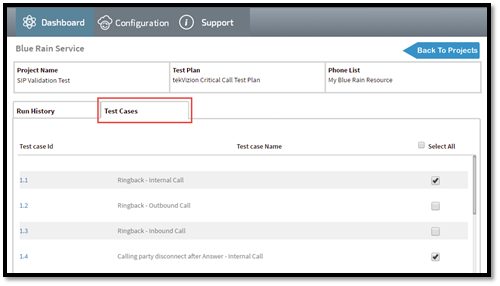 Dashboard Configuration Support
Blue Rain Service
Back To Projects
Project Name Test Plan Phone List
SIP Validation Test tekVizion Critical Call Test Plan My Blue Rain Resource
Run History Test Cases
Test case Id Test case Name Select All
1.1 Ringback - Internal Call
1.2 Ringback - Outbound Call
1.3 Ringback - Inbound Call
1.4 Calling party disconnect after Answer - Internal Call